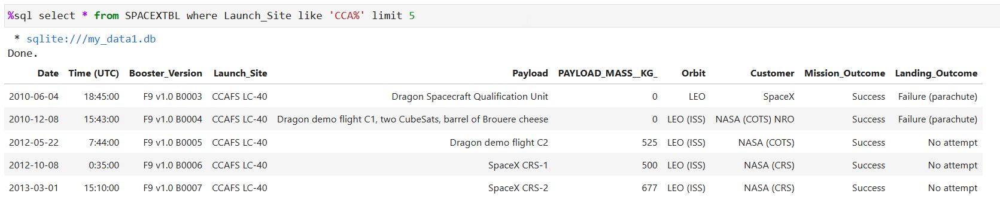 %sql select * from SPACEXTBL where Launch_Site like 'CCA%' limit 5
* sqlite:///my_data1.db
Done.
Date Time (UTC) Booster_Version Launch_Site Payload PAYLOAD_MASS__KG_ Orbit Customer Mission_Outcome Landing_Outcome
2010-06-04 18:45:00 F9 v1.0 B0003 CCAFS LC-40 Dragon Spacecraft Qualification Unit 0 LEO SpaceX Success Failure (parachute)
2010-12-08 15:43:00 F9 v1.0 B0004 CCAFS LC-40 Dragon demo flight C1, two CubeSats, barrel of Brouere cheese 0 LEO (ISS) NASA (COTS) NRO Success Failure (parachute)
2012-05-22 7:44:00 F9 v1.0 B0005 CCAFS LC-40 Dragon demo flight C2 525 LEO (ISS) NASA (COTS) Success No attempt
2012-10-08 0:35:00 F9 v1.0 B0006 CCAFS LC-40 SpaceX CRS-1 500 LEO (ISS) NASA (CRS) Success No attempt
2013-03-01 15:10:00 F9 v1.0 B0007 CCAFS LC-40 SpaceX CRS-2 677 LEO (ISS) NASA (CRS) Success No attempt